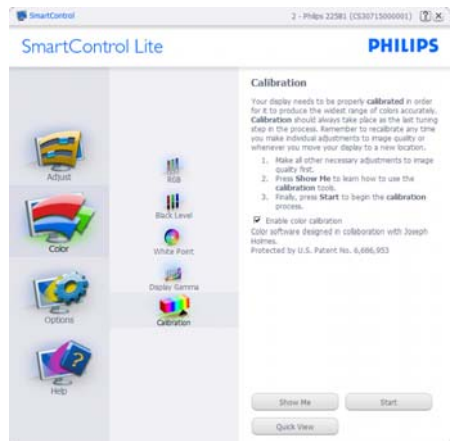 SmartControl
2 - Philips 22581 (CS30715000001)
SmartControl Lite
PHILIPS
Adjust
Color
Options
Help
RGB
Black Level
White Point
Display Gamma
Calibration
Calibration
Your display needs to be properly calibrated in order
for it to produce the widest range of colors accurately.
Calibration should always take place as the last tuning
step in the process. Remember to recalibrate any time
you make individual adjustments to image quality or
whenever you move your display to a new location.
1. Make all other necessary adjustments to image
quality first.
2. Press Show Me to learn how to use the
calibration tools.
3. Finally, press Start to begin the calibration
process.
Enable color calibration
Color software designed in collaboration with Joseph
Holmes.
Protected by U.S. Patent No. 6,686,953
Show Me
Start
Quick View